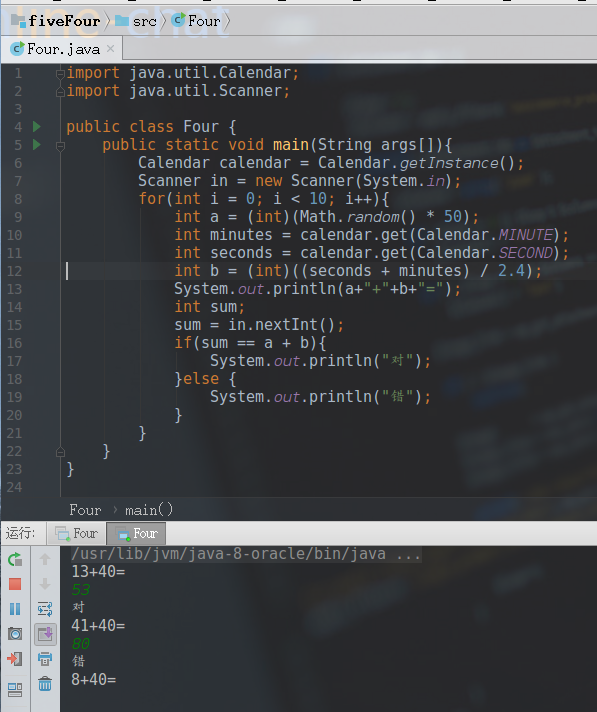 fiveFour src Four
Four.java
1 import java.util.Calendar;
2 import java.util.Scanner;
3
4 public class Four {
5 public static void main(String args[]){
6 Calendar calendar = Calendar.getInstance();
7 Scanner in = new Scanner(System.in);
8 for(int i = 0; i < 10; i++){
9 int a = (int)(Math.random() * 50);
10 int minutes = calendar.get(Calendar.MINUTE);
11 int seconds = calendar.get(Calendar.SECOND);
12 int b = (int)((seconds + minutes) / 2.4);
13 System.out.println(a+"+"+b+"=");
14 int sum;
15 sum = in.nextInt();
16 if(sum == a + b){
17 System.out.println("对");
18 }else {
19 System.out.println("错");
20 }
21 }
22 }
23 }
24
Four main()
运行: Four Four
/usr/lib/jvm/java-8-oracle/bin/java ...
13+40=
53
对
41+40=
80
错
8+40=